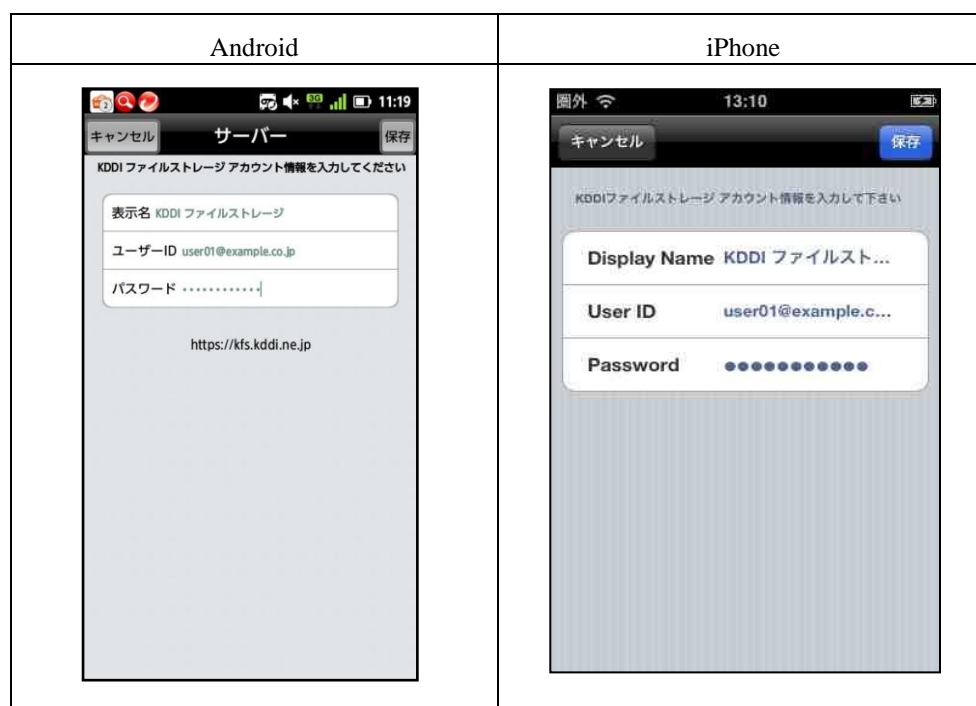 Android
iPhone
3G 11:19
キャンセル サーバー 保存
KDDI ファイルストレージ アカウント情報を入力してください
表示名 KDDI ファイルストレージ
ユーザーID user01@example.co.jp
パスワード ············
https://kfs.kddi.ne.jp
圏外 13:10
キャンセル 保存
KDDIファイルストレージ アカウント情報を入力して下さい
Display Name KDDI ファイルスト...
User ID user01@example.c...
Password ●●●●●●●●●●●